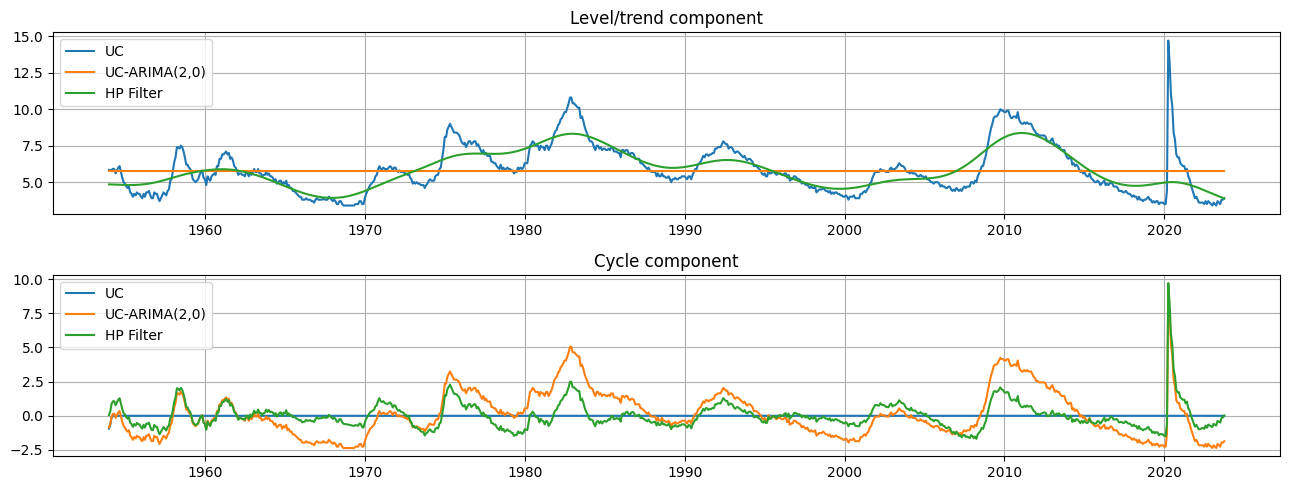 Level/trend component
15.0
12.5
10.0
7.5
5.0
UC
UC-ARIMA(2,0)
HP Filter
1960 1970 1980 1990 2000 2010 2020
Cycle component
10.0
7.5
5.0
2.5
0.0
−2.5
UC
UC-ARIMA(2,0)
HP Filter
1960 1970 1980 1990 2000 2010 2020